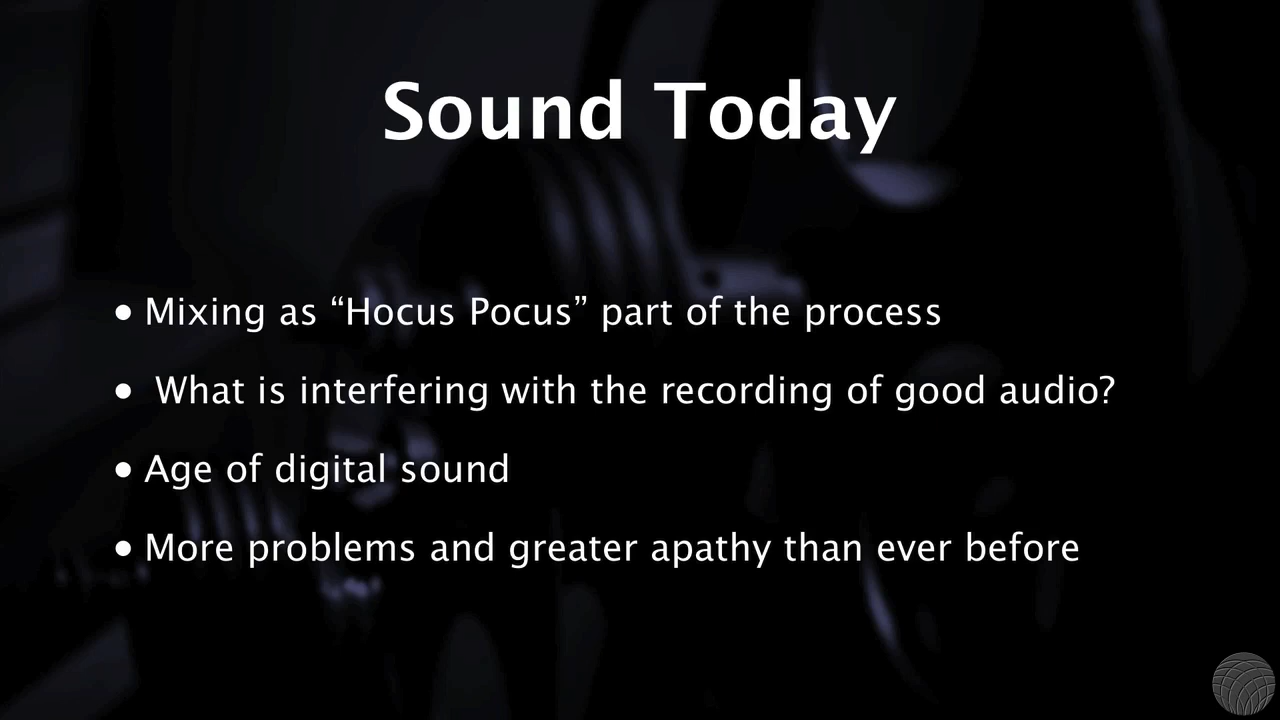 Sound Today
• Mixing as “Hocus Pocus” part of the process
• What is interfering with the recording of good audio?
• Age of digital sound
• More problems and greater apathy than ever before